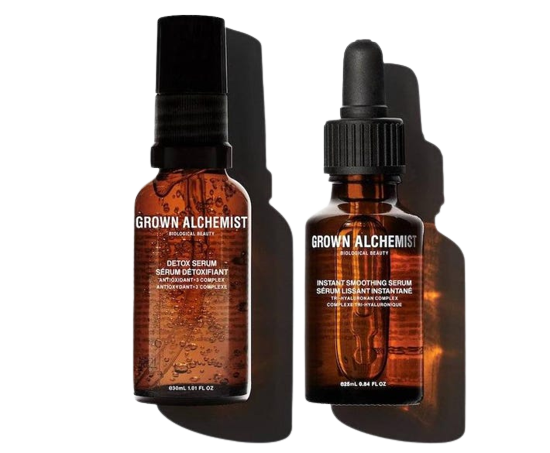 GROWN ALCHEMIST
BIOLOGICAL BEAUTY
DETOX SERUM
SÉRUM DÉTOXIFIANT
ANTIOXIDANT+3 COMPLEX
ANTIOXYDANT+3 COMPLEXE
e30mL 1.01 FL OZ
GROWN ALCHEMIST
BIOLOGICAL BEAUTY
INSTANT SMOOTHING SERUM
SÉRUM LISSANT INSTANTANÉ
TRI-HYALURONAN COMPLEX
COMPLEXE TRI-HYALURONIQUE
e25mL 0.84 FL OZ